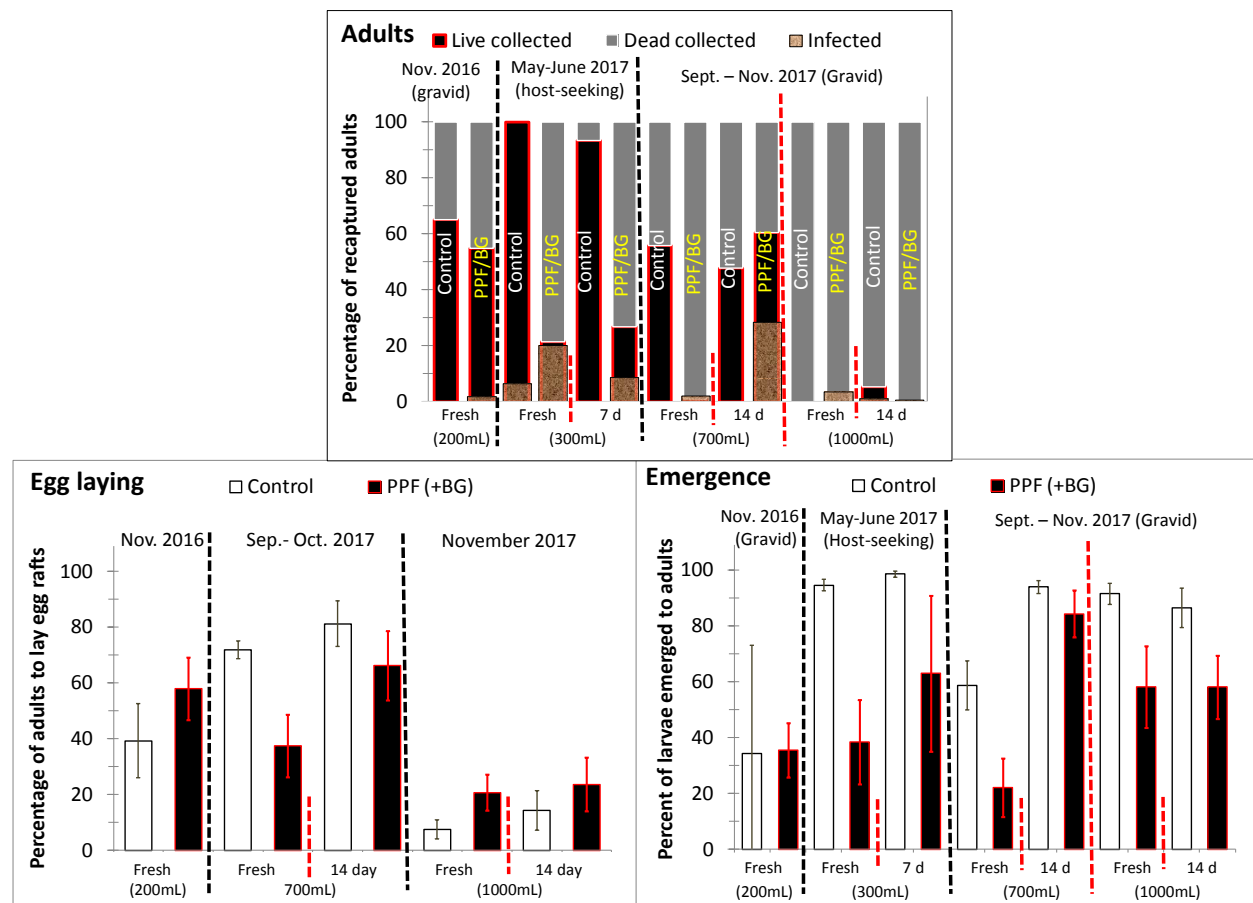 Adults
Live collected Dead collected Infected
Nov. 2016 (gravid)
May-June 2017 (host-seeking)
Sept. – Nov. 2017 (Gravid)
Percentage of recaptured adults
100
80
60
40
20
0
Control
PPF/BG
Control
PPF/BG
Control
PPF/BG
Control
PPF/BG
Control
PPF/BG
Control
PPF/BG
Control
PPF/BG
Fresh Fresh 7 d Fresh 14 d Fresh 14 d
(200mL) (300mL) (700mL) (1000mL)
Egg laying
Control PPF (+BG)
Nov. 2016 Sep.- Oct. 2017 November 2017
Percentage of adults to lay egg rafts
100
80
60
40
20
0
Fresh Fresh 14 day Fresh 14 day
(200mL) 700mL) (1000mL)
Emergence
Control PPF (+BG)
Nov. 2016 (Gravid)
May-June 2017 (Host-seeking)
Sept. – Nov. 2017 (Gravid)
Percent of larvae emerged to adults
100
80
60
40
20
0
Fresh Fresh 7 d Fresh 14 d Fresh 14 d
(200mL) (300mL) (700mL) (1000mL)